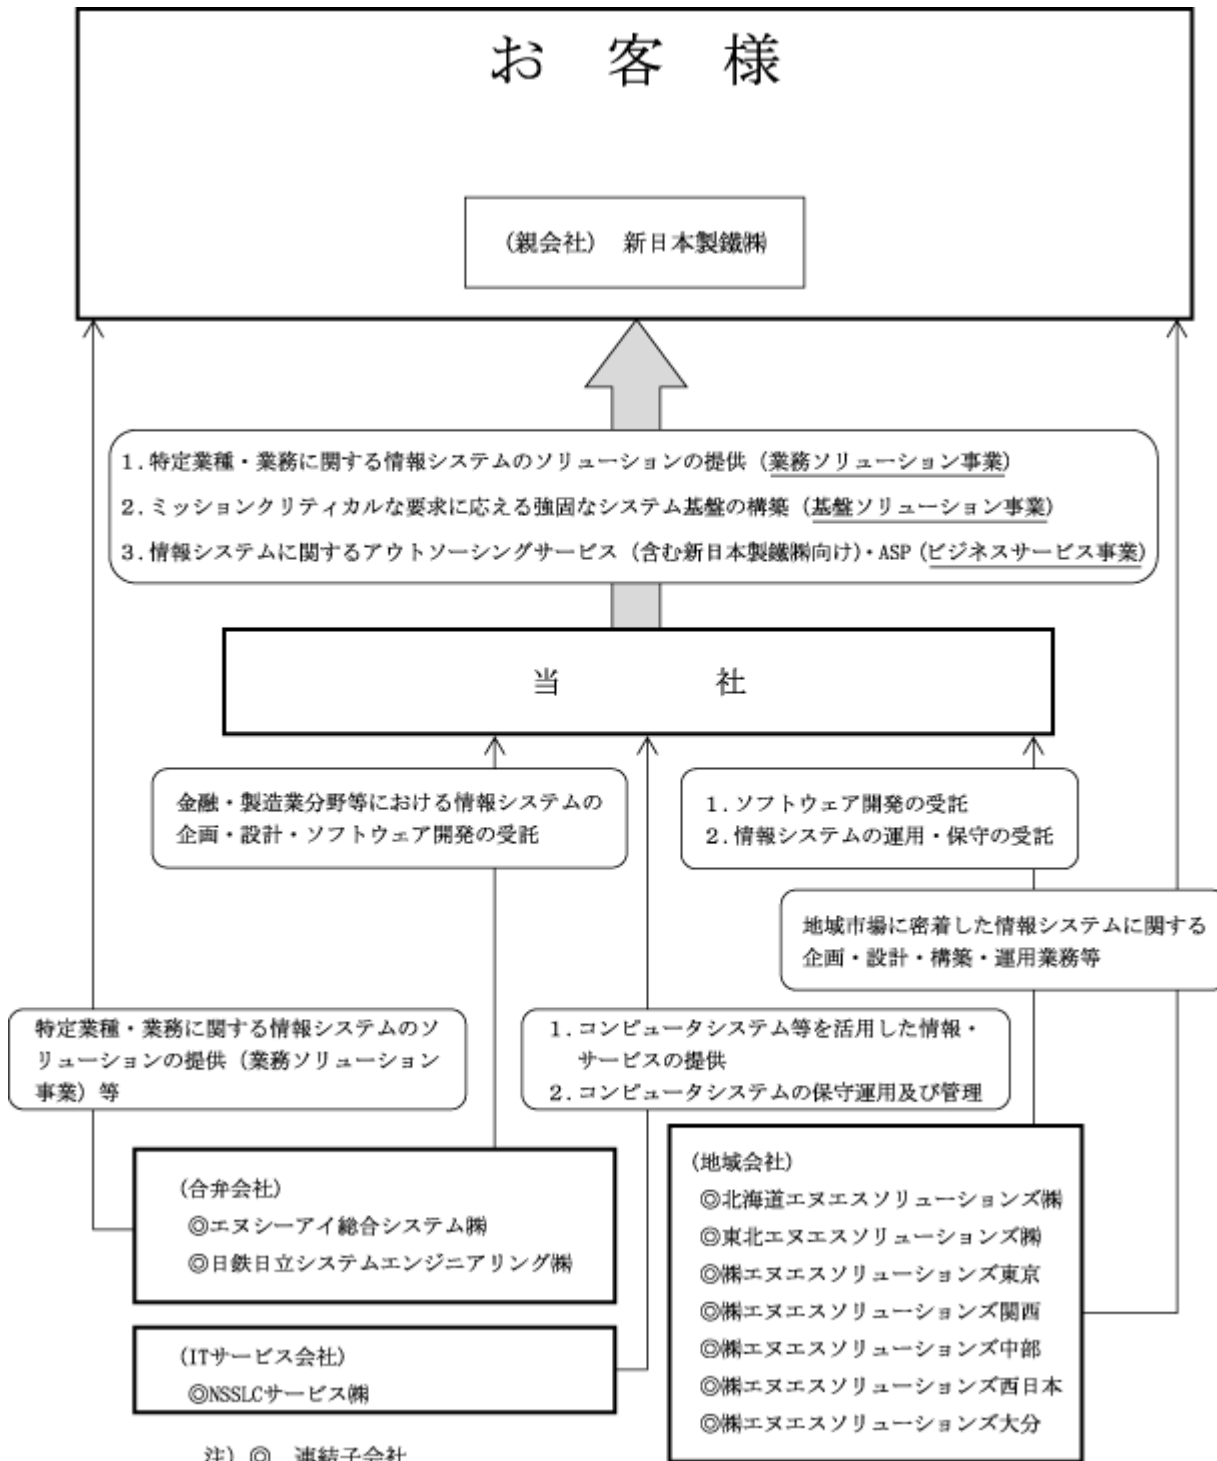 お 客 様
(親会社) 新日本製鐵㈱
1. 特定業種・業務に関する情報システムのソリューションの提供 (業務ソリューション事業)
2. ミッションクリティカルな要求に応える強固なシステム基盤の構築 (基盤ソリューション事業)
3. 情報システムに関するアウトソーシングサービス (含む新日本製鐵㈱向け)・ASP (ビジネスサービス事業)
当 社
金融・製造業分野等における情報システムの
企画・設計・ソフトウェア開発の受託
1. ソフトウェア開発の受託
2. 情報システムの運用・保守の受託
地域市場に密着した情報システムに関する
企画・設計・構築・運用業務等
特定業種・業務に関する情報システムのソ
リューションの提供 (業務ソリューション
事業) 等
1. コンピュータシステム等を活用した情報・
サービスの提供
2. コンピュータシステムの保守運用及び管理
(合弁会社)
◎エヌシーアイ総合システム㈱
◎日鉄日立システムエンジニアリング㈱
(ITサービス会社)
◎NSSLCサービス㈱
(地域会社)
◎北海道エヌエスソリューションズ㈱
◎東北エヌエスソリューションズ㈱
◎㈱エヌエスソリューションズ東京
◎㈱エヌエスソリューションズ関西
◎㈱エヌエスソリューションズ中部
◎㈱エヌエスソリューションズ西日本
◎㈱エヌエスソリューションズ大分
注) ◎ 連結子会社